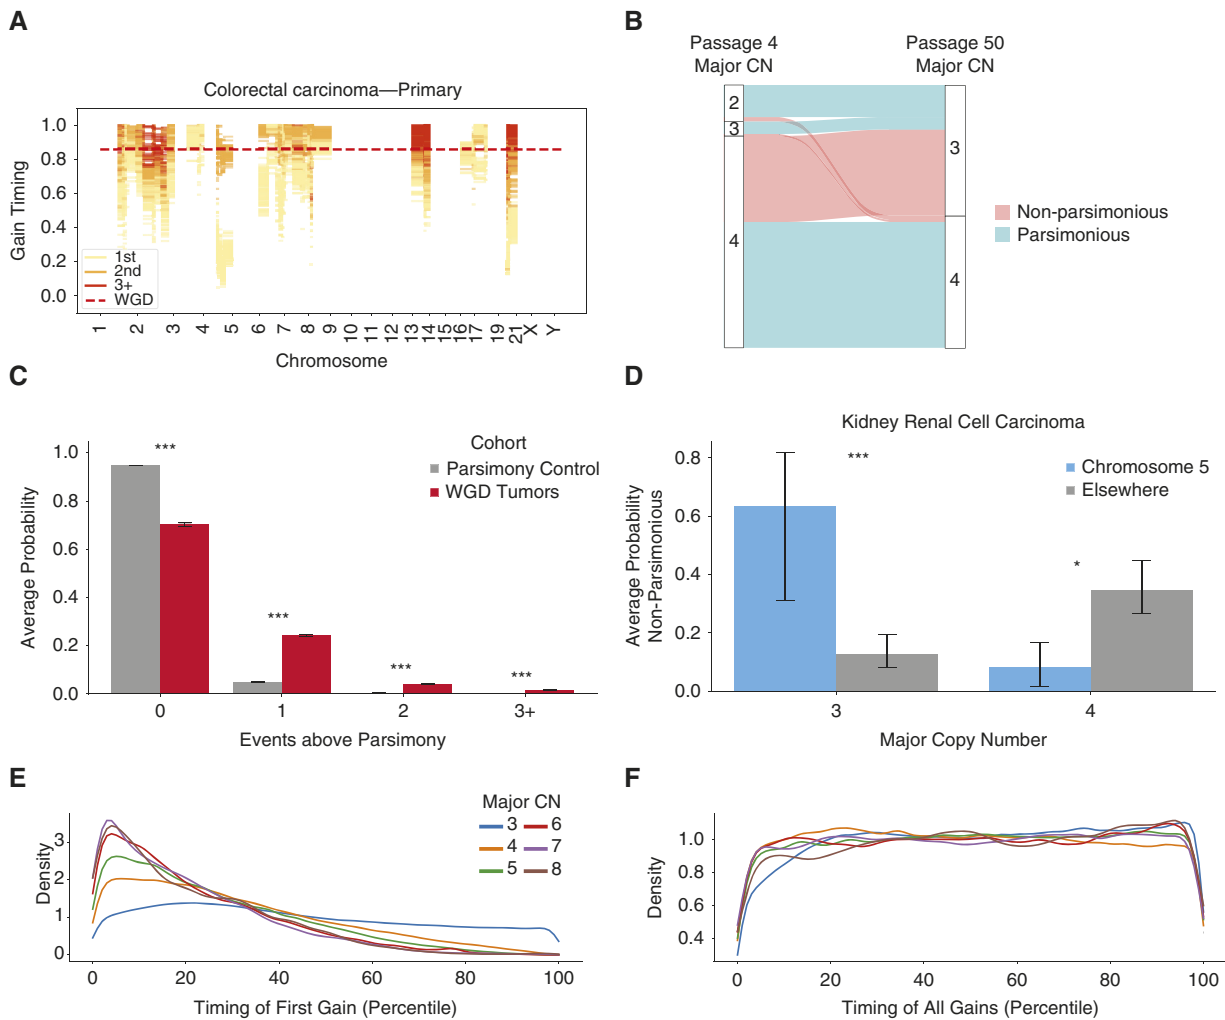 A
Colorectal carcinoma—Primary
Gain Timing
1.0
0.8
0.6
0.4
0.2
0.0
1st
2nd
3+
WGD
1 2 3 4 5 6 7 8 9 10 11 12 13 14 15 16 17 19 21 X Y
Chromosome
B
Passage 4 Passage 50
Major CN Major CN
2
3
4
3
4
Non-parsimonious
Parsimonious
C
Average Probability
1.0
0.8
0.6
0.4
0.2
0.0
Cohort
Parsimony Control
WGD Tumors
***
***
***
***
0 1 2 3+
Events above Parsimony
D
Kidney Renal Cell Carcinoma
Average Probability
Non-Parsimonious
0.8
0.6
0.4
0.2
0.0
***
*
Chromosome 5
Elsewhere
3 4
Major Copy Number
E
Density
3
2
1
0
Major CN
3 6
4 7
5 8
0 20 40 60 80 100
Timing of First Gain (Percentile)
F
Density
1.0
0.8
0.6
0.4
0 20 40 60 80 100
Timing of All Gains (Percentile)